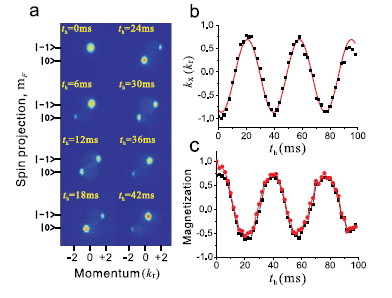 a
Spin projection, m_F
t_h=0ms
t_h=24ms
|−1>
|0>
t_h=6ms
t_h=30ms
|−1>
|0>
t_h=12ms
t_h=36ms
|−1>
|0>
t_h=18ms
t_h=42ms
|−1>
|0>
−2 0 +2 −2 0 +2
Momentum (k_r)
b
k_x (k_r)
1.0
0.5
0.0
-0.5
-1.0
0 20 40 60 80 100
t_h (ms)
c
Magnetization
1.0
0.5
0.0
-0.5
-1.0
0 20 40 60 80 100
t_h (ms)